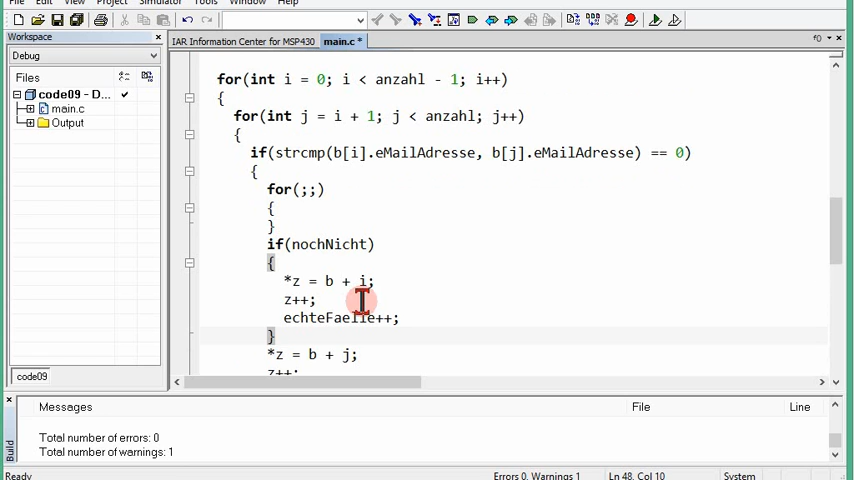 File Edit View Project Simulator Tools Window Help
Workspace
IAR Information Center for MSP430 main.c *
f0
Debug
Files
code09 - D...
main.c
Output
for(int i = 0; i < anzahl - 1; i++)
{
for(int j = i + 1; j < anzahl; j++)
{
if(strcmp(b[i].eMailAdresse, b[j].eMailAdresse) == 0)
{
for(;;)
{
}
if(nochNicht)
{
*z = b + i;
z++;
echteFaelle++;
}
*z = b + j;
z++;
code09
Messages File Line
Total number of errors: 0
Total number of warnings: 1
Build
Ready Errors 0, Warnings 1 Ln 48, Col 10 System